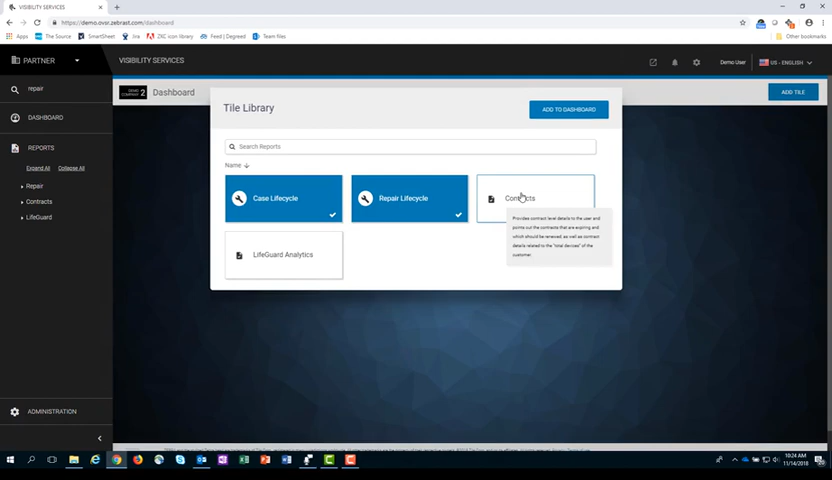 VISIBILITY SERVICES
https://demo.ovsr.zebrast.com/dashboard
Apps
The Source
SmartSheet
Jira
ZKC icon library
Feed | Degreed
Team files
Other bookmarks
PARTNER
VISIBILITY SERVICES
Demo User
US - ENGLISH
repair
DEMO COMPANY 2
Dashboard
ADD TILE
DASHBOARD
REPORTS
Expand All
Collapse All
Repair
Contracts
LifeGuard
ADMINISTRATION
Tile Library
ADD TO DASHBOARD
Search Reports
Name
Case Lifecycle
Repair Lifecycle
Contracts
Provides contract level details to the user and
points out the contracts that are expiring and
which should be renewed, as well as contract
details related to the "total devices" of the
customer.
LifeGuard Analytics
10:24 AM
11/14/2018